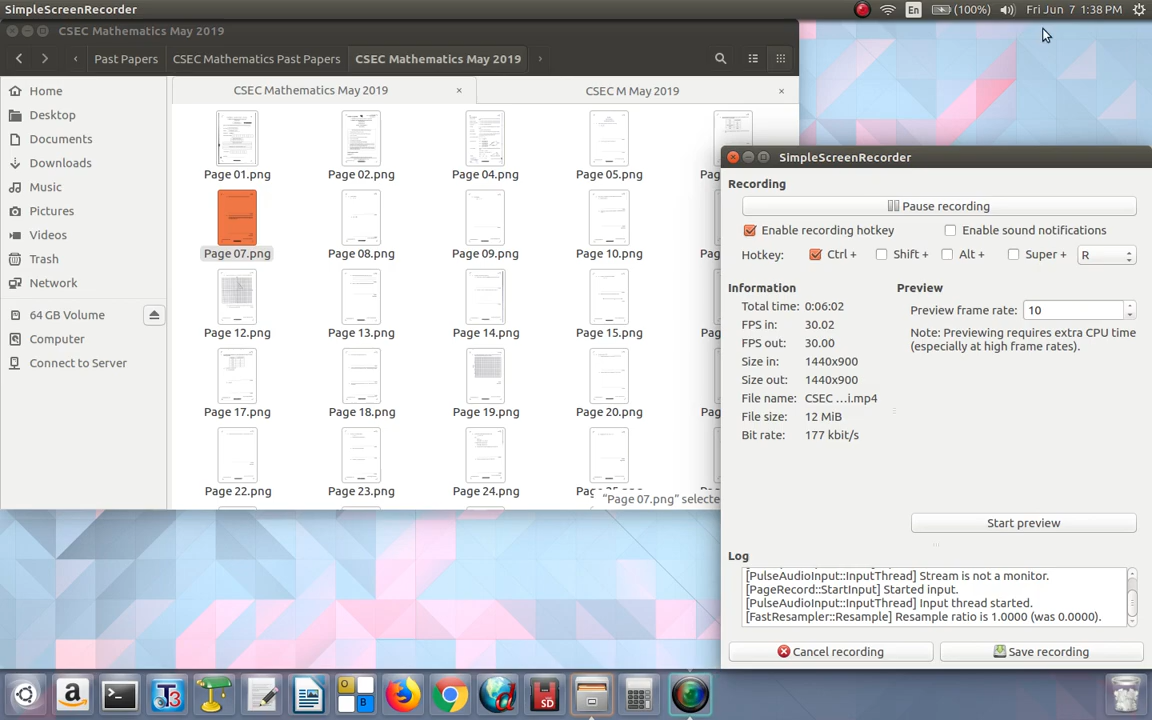 SimpleScreenRecorder
En
(100%)
Fri Jun 7 1:38 PM
CSEC Mathematics May 2019
Past Papers
CSEC Mathematics Past Papers
CSEC Mathematics May 2019
CSEC Mathematics May 2019
CSEC M May 2019
Home
Desktop
Documents
Downloads
Music
Pictures
Videos
Trash
Network
64 GB Volume
Computer
Connect to Server
Page 01.png
Page 02.png
Page 04.png
Page 05.png
Pag
Page 07.png
Page 08.png
Page 09.png
Page 10.png
Pag
Page 12.png
Page 13.png
Page 14.png
Page 15.png
Pag
Page 17.png
Page 18.png
Page 19.png
Page 20.png
Pag
Page 22.png
Page 23.png
Page 24.png
"Page 07.png" selecte
SimpleScreenRecorder
Recording
Pause recording
Enable recording hotkey
Enable sound notifications
Hotkey:
Ctrl +
Shift +
Alt +
Super +
R
Information
Total time: 0:06:02
FPS in: 30.02
FPS out: 30.00
Size in: 1440x900
Size out: 1440x900
File name: CSEC ...i.mp4
File size: 12 MiB
Bit rate: 177 kbit/s
Preview
Preview frame rate: 10
Note: Previewing requires extra CPU time
(especially at high frame rates).
Start preview
Log
[PulseAudioInput::InputThread] Stream is not a monitor.
[PageRecord::StartInput] Started input.
[PulseAudioInput::InputThread] Input thread started.
[FastResampler::Resample] Resample ratio is 1.0000 (was 0.0000).
Cancel recording
Save recording
T3
O
B
SD